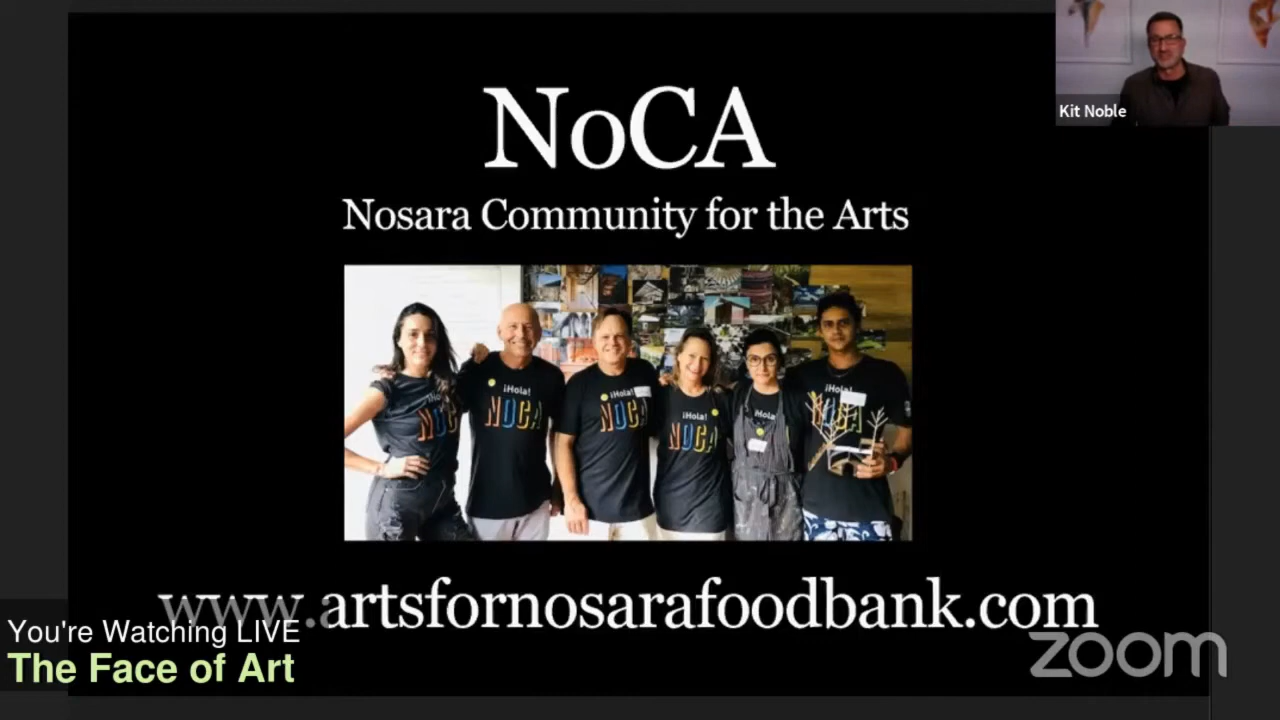 NoCA
Nosara Community for the Arts
Kit Noble
¡Hola!
NOCA
¡Hola!
NOCA
¡Hola!
NOCA
¡Hola!
¡Hola!
www.artsfornosarafoodbank.com
You're Watching LIVE
The Face of Art
zoom